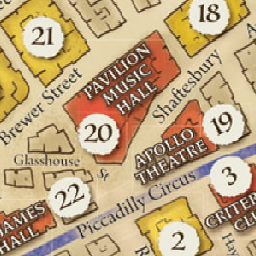 18
21
PAVILION
MUSIC
HALL
Brewer Street
Shaftesbury
20
19
APOLLO
THEATRE
Glasshouse
St
22
3
Piccadilly Circus
HALL
2